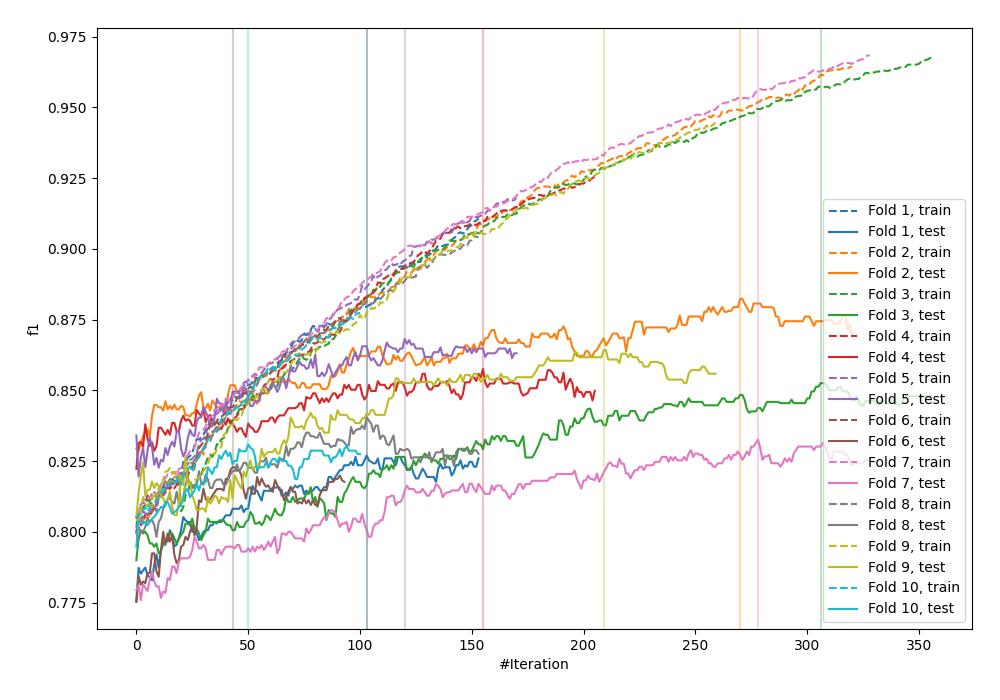 0.975
0.950
0.925
0.900
0.875
0.850
0.825
0.800
0.775
f1
0
50
100
150
200
250
300
350
#Iteration
Fold 1, train
Fold 1, test
Fold 2, train
Fold 2, test
Fold 3, train
Fold 3, test
Fold 4, train
Fold 4, test
Fold 5, train
Fold 5, test
Fold 6, train
Fold 6, test
Fold 7, train
Fold 7, test
Fold 8, train
Fold 8, test
Fold 9, train
Fold 9, test
Fold 10, train
Fold 10, test